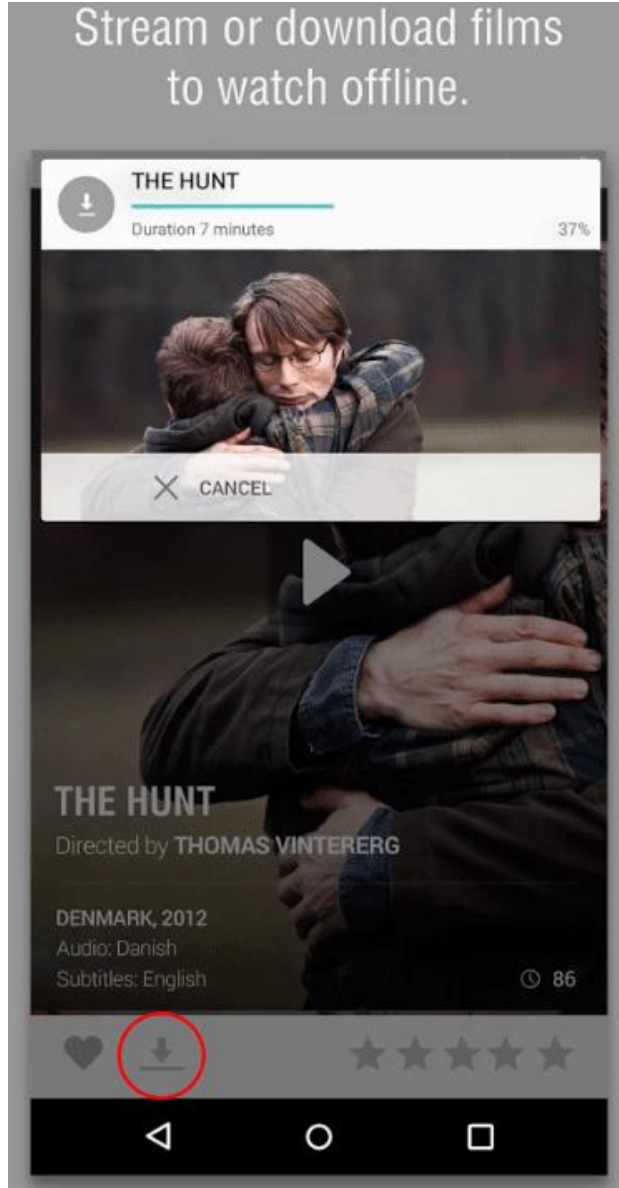 Stream or download films
to watch offline.
THE HUNT
Duration 7 minutes 37%
CANCEL
THE HUNT
Directed by THOMAS VINTERERG
DENMARK, 2012
Audio: Danish
Subtitles: English
86